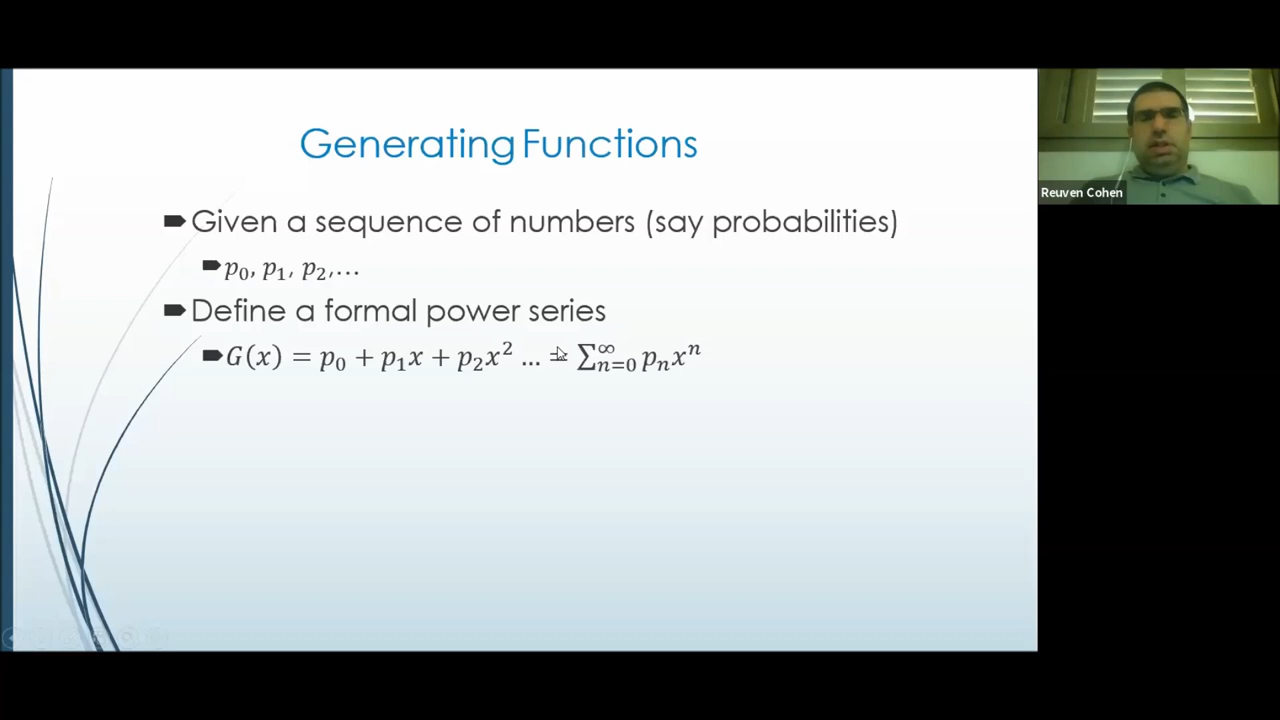 Generating Functions
Given a sequence of numbers (say probabilities)
p₀, p₁, p₂,…
Define a formal power series
G(x) = p₀ + p₁x + p₂x² … = ∑_{n=0}^{∞} pₙxⁿ
Reuven Cohen